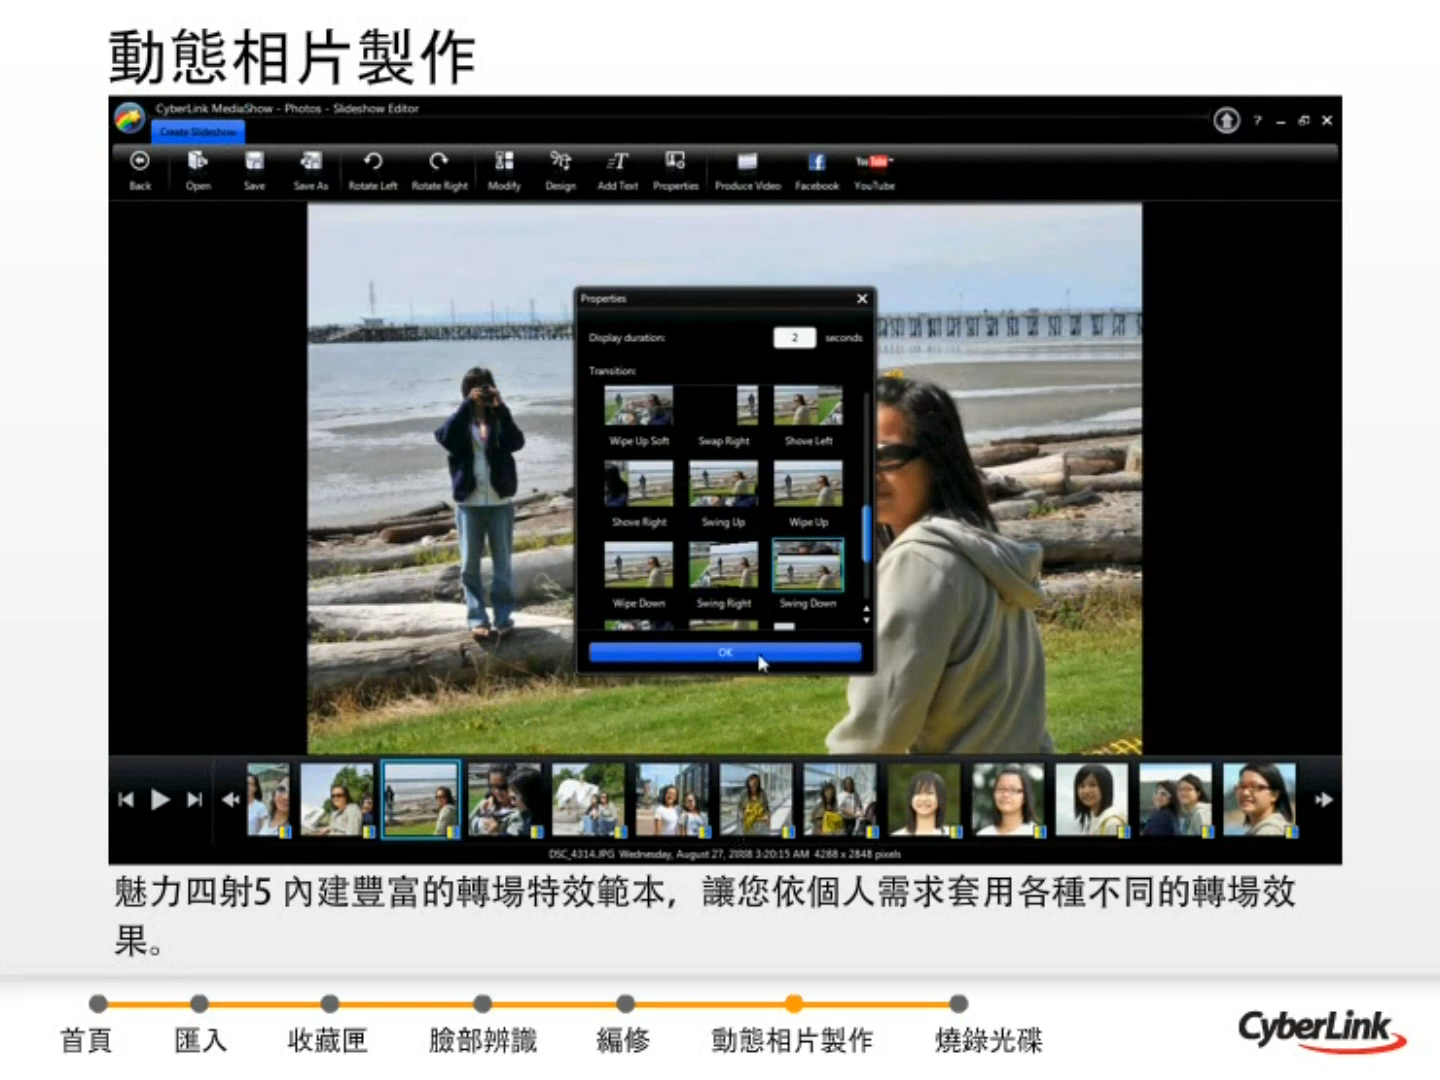 動態相片製作
CyberLink MediaShow - Photos - Slideshow Editor
Create Slideshow
Back Open Save Save As Rotate Left Rotate Right Modify Design Add Text Properties Produce Video Facebook YouTube
Properties
Display duration: 2 seconds
Transition:
Wipe Up Soft Swap Right Shove Left
Shove Right Swing Up Wipe Up
Wipe Down Swing Right Swing Down
OK
DSC_4314.JPG Wednesday, August 27, 2008 3:20:15 AM 4288 x 2848 pixels
魅力四射5 內建豐富的轉場特效範本，讓您依個人需求套用各種不同的轉場效
果。
首頁 匯入 收藏匣 臉部辨識 編修 動態相片製作 燒錄光碟
CyberLink